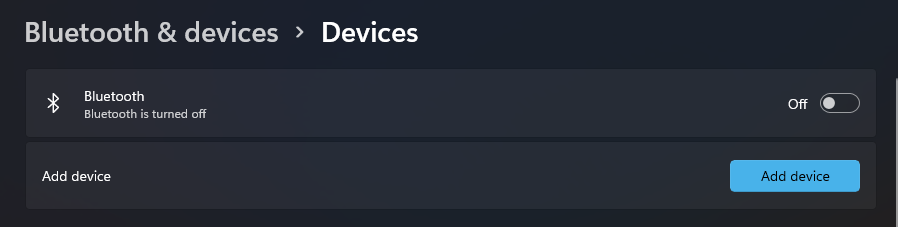 Bluetooth & devices > Devices
Bluetooth
Bluetooth is turned off
Off
Add device
Add device